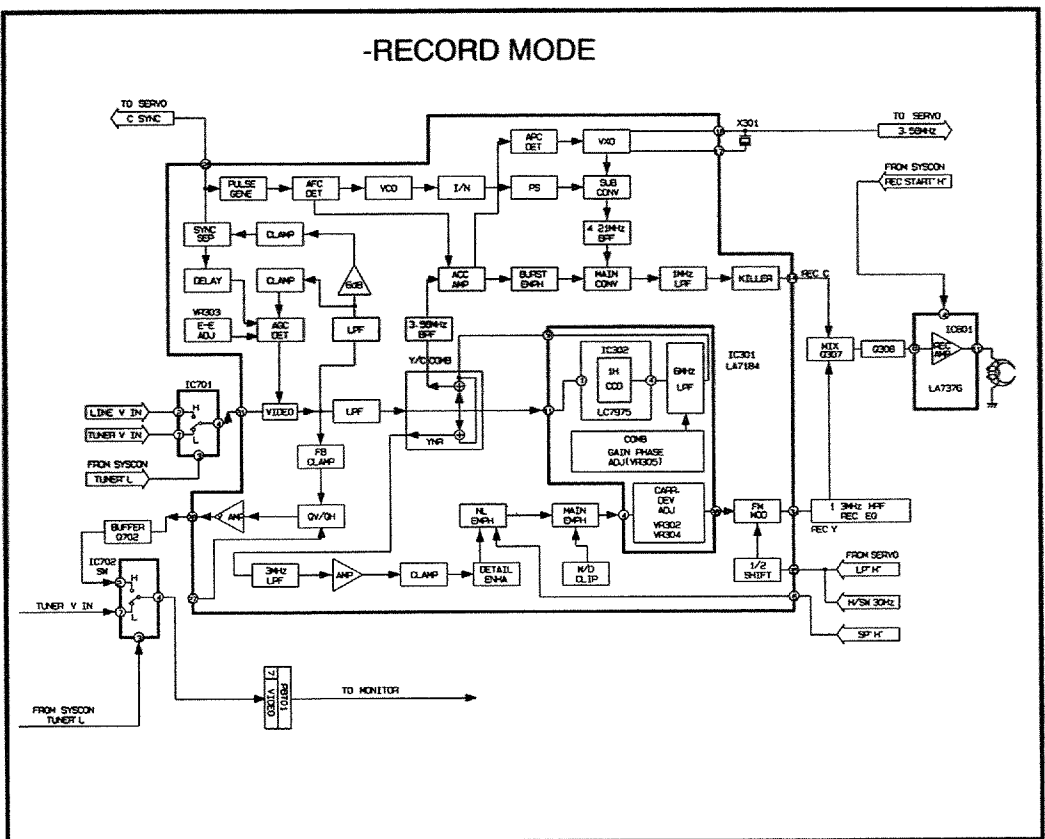 -RECORD MODE
TO SERVO
C SYNC
X301
TO SERVO
3.58MHz
FROM SYSCON
REC START"H"
APC
DET
VXO
PULSE
GENE
AFC
DET
VCO
I/N
PS
SUB
CONV
SYNC
SEP
CLAMP
6dB
4.21MHz
BPF
DELAY
CLAMP
ACC
AMP
BURST
EMPH
MAIN
CONV
1MHz
LPF
KILLER
REC C
VR303
E-E
ADJ
AGC
DET
LPF
3.58MHz
BPF
Y/C COMB
IC301
LA7184
MIX
Q307
Q308
IC601
REC
AMP
LA7376
IC701
LINE V IN
TUNER V IN
H
L
FROM SYSCON
TUNER"L"
VIDEO
LPF
YNR
IC302
1H
CCD
LC7975
6MHz
LPF
COMB
GAIN PHASE
ADJ(VR305)
FB
CLAMP
CARR-
DEV
ADJ
VR302
VR304
BUFFER
Q702
AMP
QV/QH
NL
EMPH
MAIN
EMPH
FM
MOD
1.3MHz HPF
REC EQ
REC Y
IC702
SW
H
L
TUNER V IN
3MHz
LPF
AMP
CLAMP
DETAIL
ENHA
W/D
CLIP
1/2
SHIFT
FROM SERVO
LP"H"
H/SW 30Hz
SP"H"
7
VIDEO
TO MONITOR
FROM SYSCON
TUNER"L"